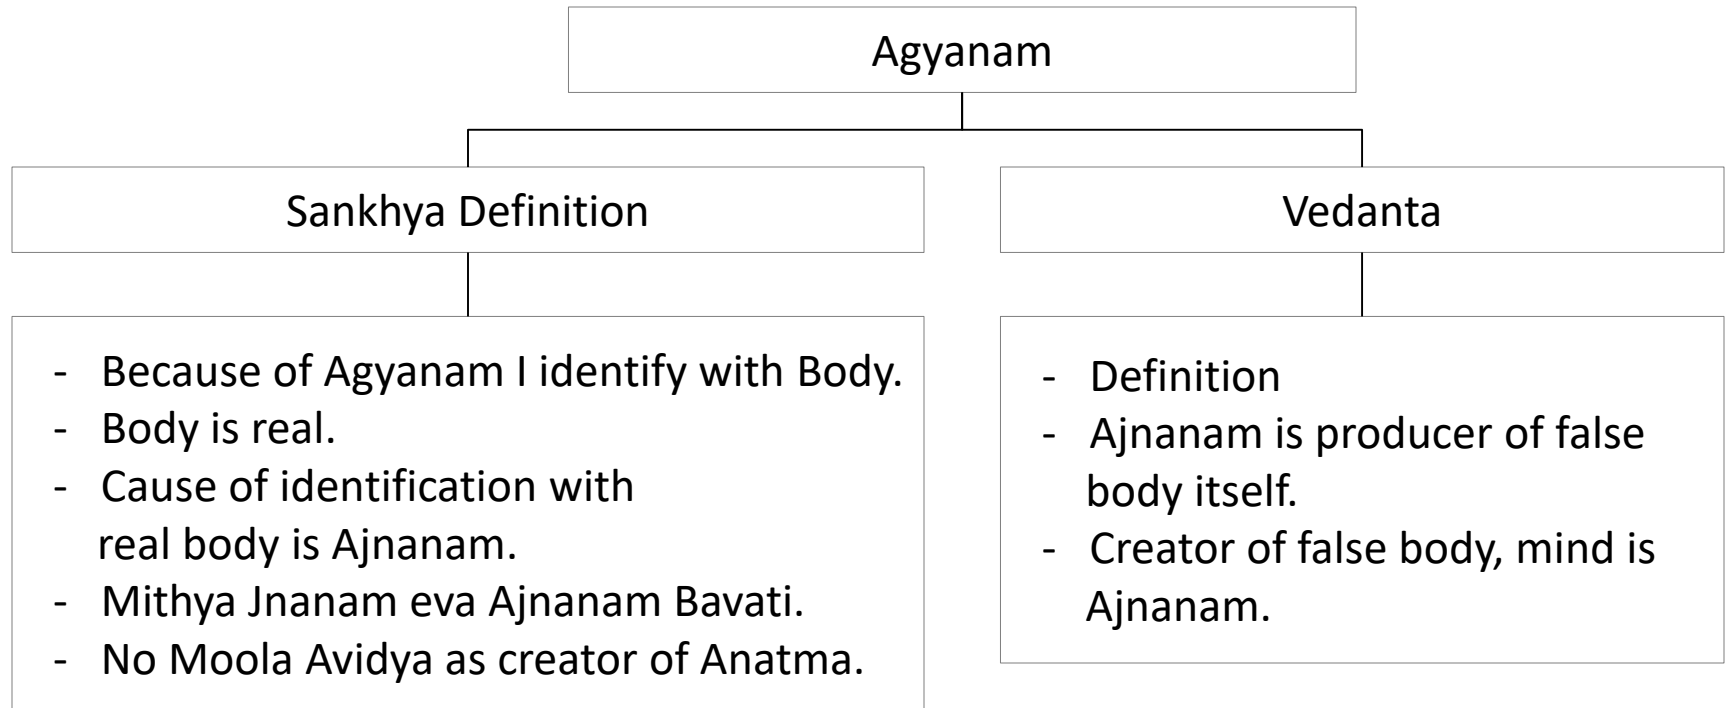 Agyanam
Sankhya Definition
- Because of Agyanam I identify with Body.
- Body is real.
- Cause of identification with
real body is Ajnanam.
- Mithya Jnanam eva Ajnanam Bavati.
- No Moola Avidya as creator of Anatma.
Vedanta
- Definition
- Ajnanam is producer of false
body itself.
- Creator of false body, mind is
Ajnanam.